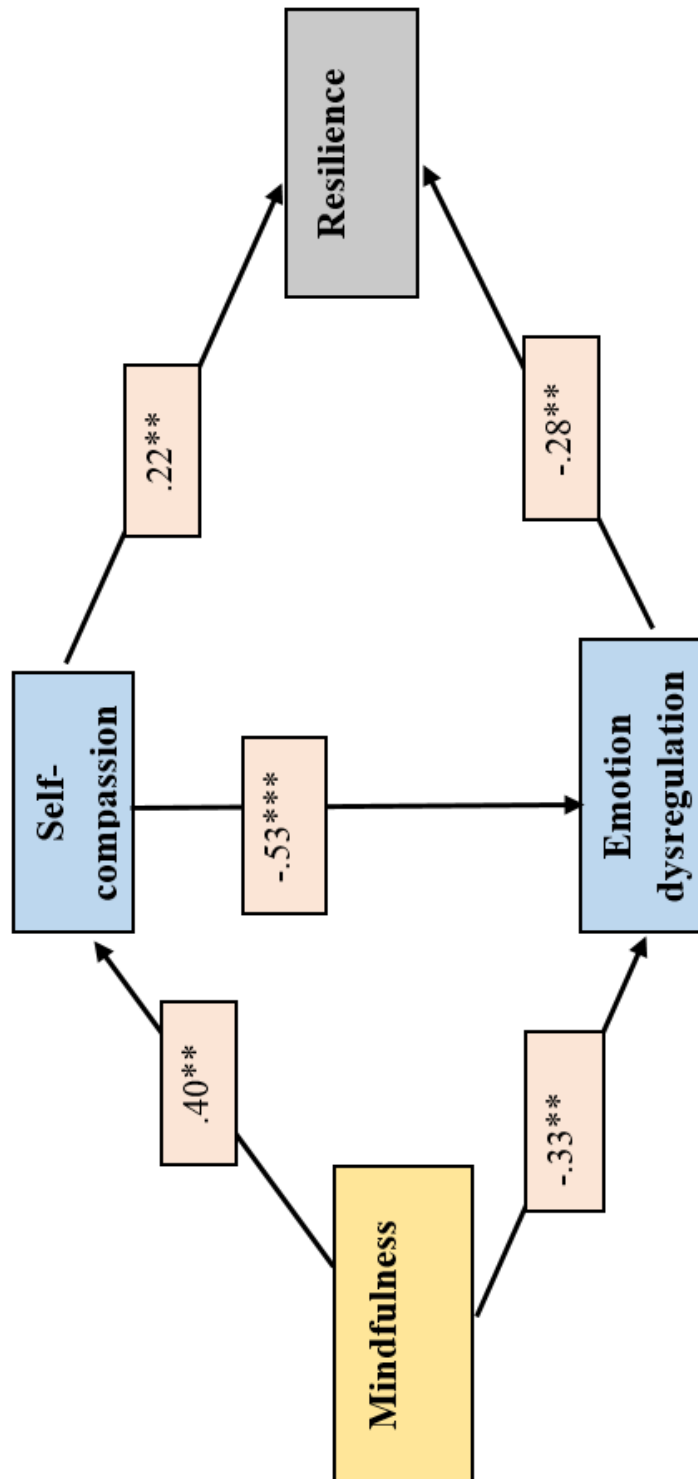 Self-
compassion
.40**
.22**
-.53***
Mindfulness
Resilience
-.33**
-.28**
Emotion
dysregulation